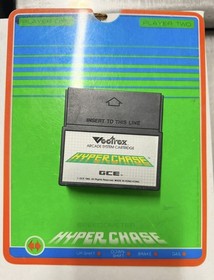 PLAYER ONE
PLAYER TWO
INSERT TO THIS LINE
Vectrex
ARCADE SYSTEM CARTRIDGE
HYPER CHASE
GCE
HYPER CHASE